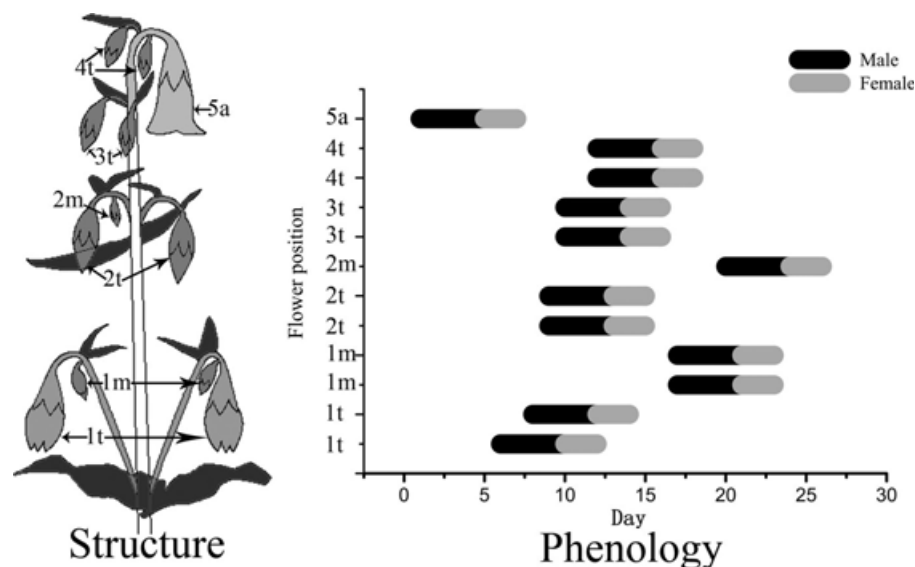 4t
5a
3t
2m
2t
1m
1t
Structure
Male
Female
Flower position
5a
4t
4t
3t
3t
2m
2t
2t
1m
1m
1t
1t
0 5 10 15 20 25 30
Day
Phenology